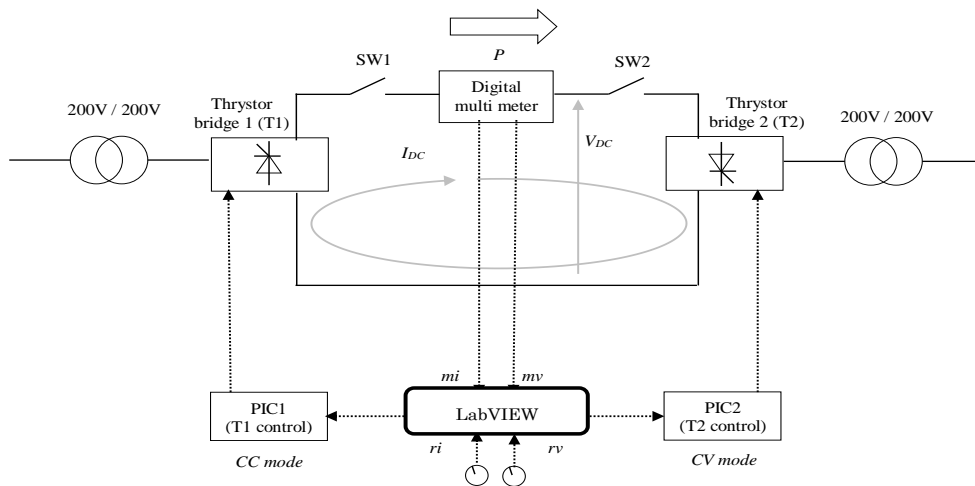 P
SW1
SW2
Digital
multi meter
200V / 200V
Thrystor
bridge 1 (T1)
Thrystor
bridge 2 (T2)
200V / 200V
IDC
VDC
mi
mv
PIC1
(T1 control)
LabVIEW
PIC2
(T2 control)
CC mode
ri
rv
CV mode